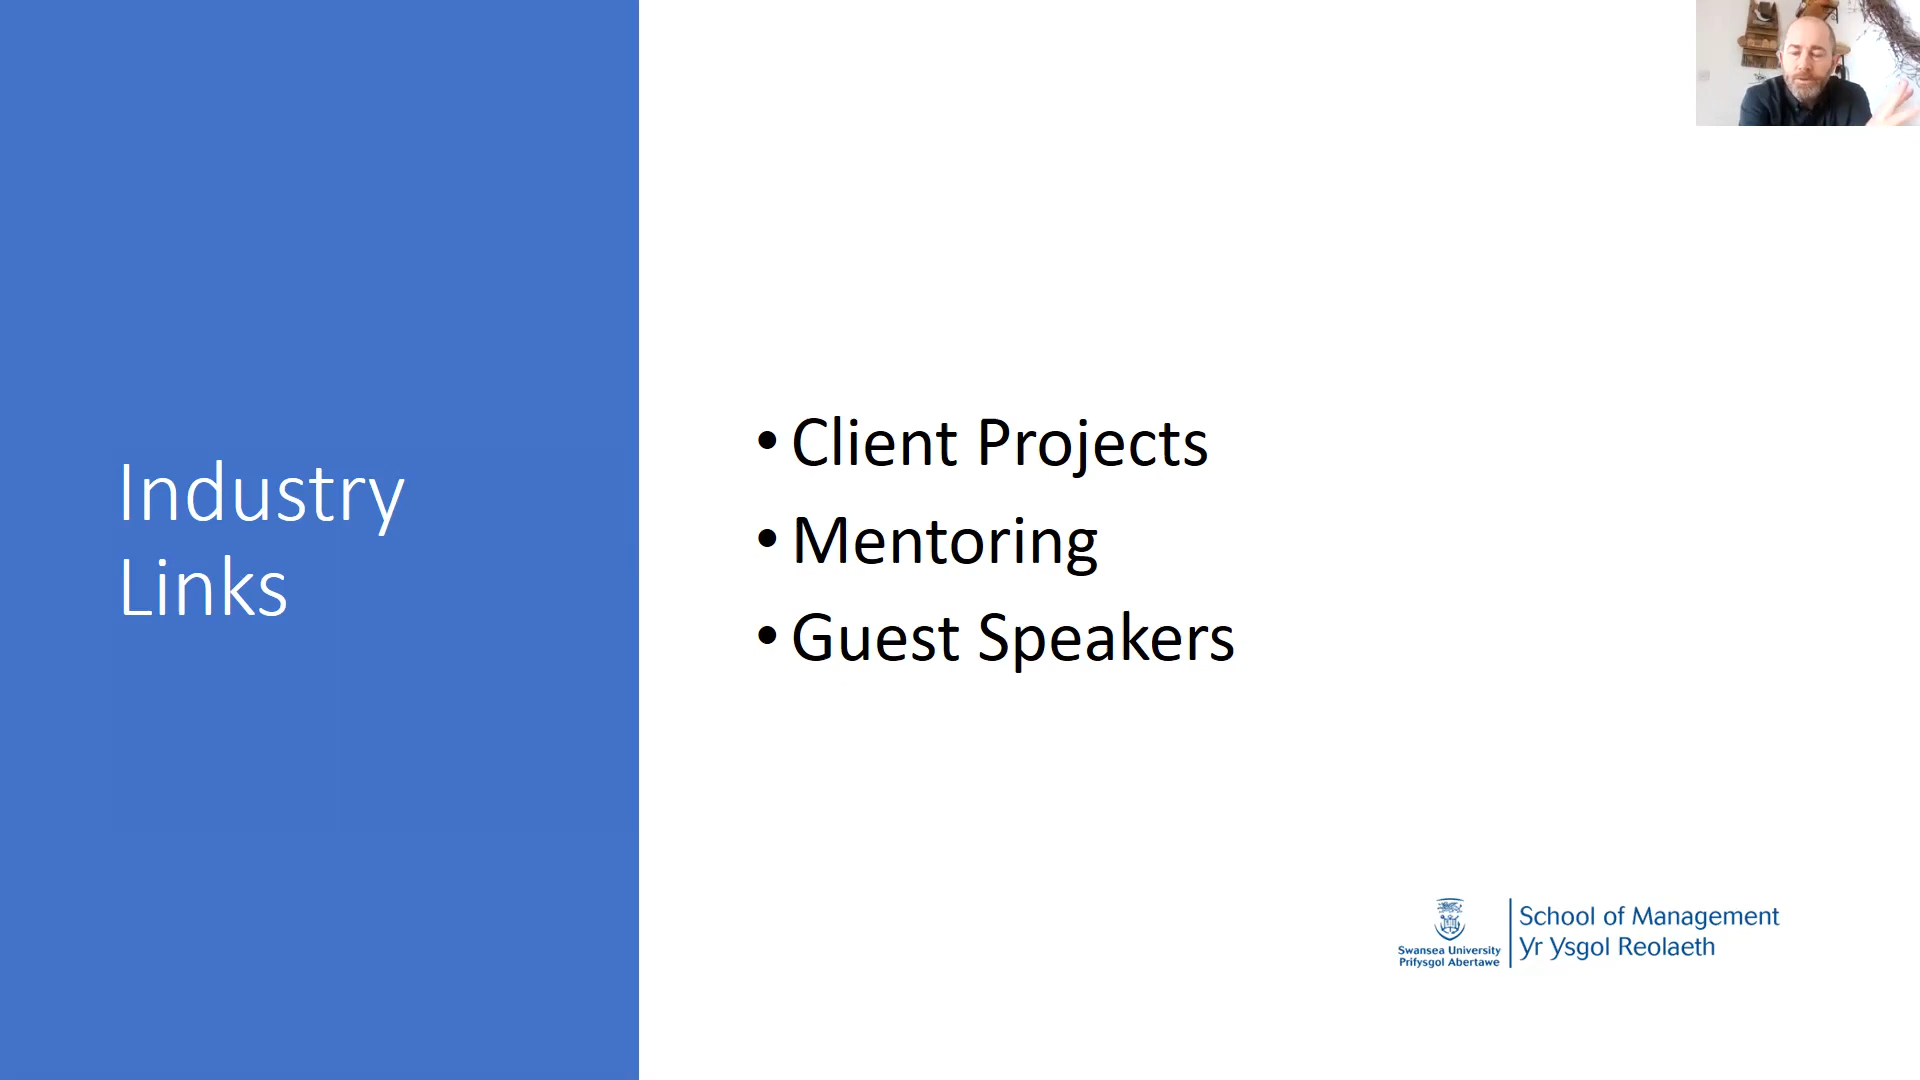 Industry
Links
• Client Projects
• Mentoring
• Guest Speakers
Swansea University
Prifysgol Abertawe
School of Management
Yr Ysgol Reolaeth